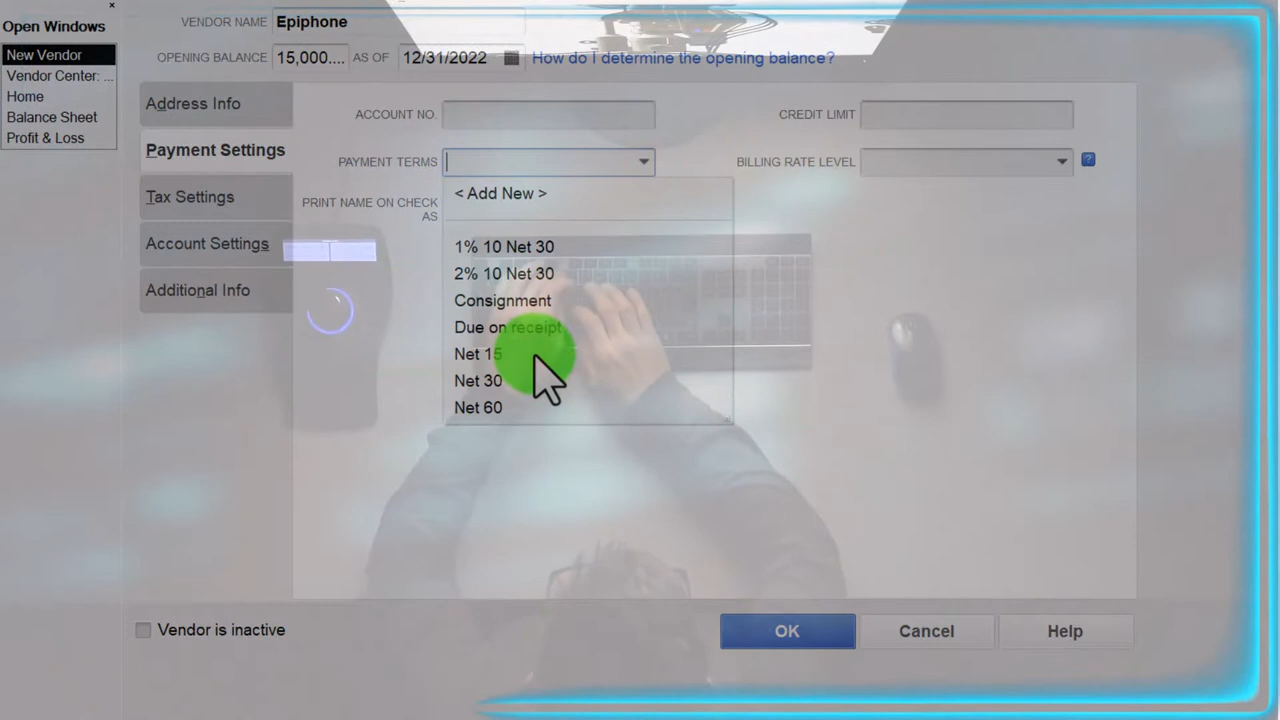 Open Windows
New Vendor
Vendor Center: ...
Home
Balance Sheet
Profit & Loss
VENDOR NAME Epiphone
OPENING BALANCE 15,000.... AS OF 12/31/2022 How do I determine the opening balance?
Address Info
Payment Settings
Tax Settings
Account Settings
Additional Info
ACCOUNT NO.
CREDIT LIMIT
PAYMENT TERMS
BILLING RATE LEVEL
?
PRINT NAME ON CHECK
AS
< Add New >
1% 10 Net 30
2% 10 Net 30
Consignment
Due on receipt
Net 15
Net 30
Net 60
Vendor is inactive
OK
Cancel
Help